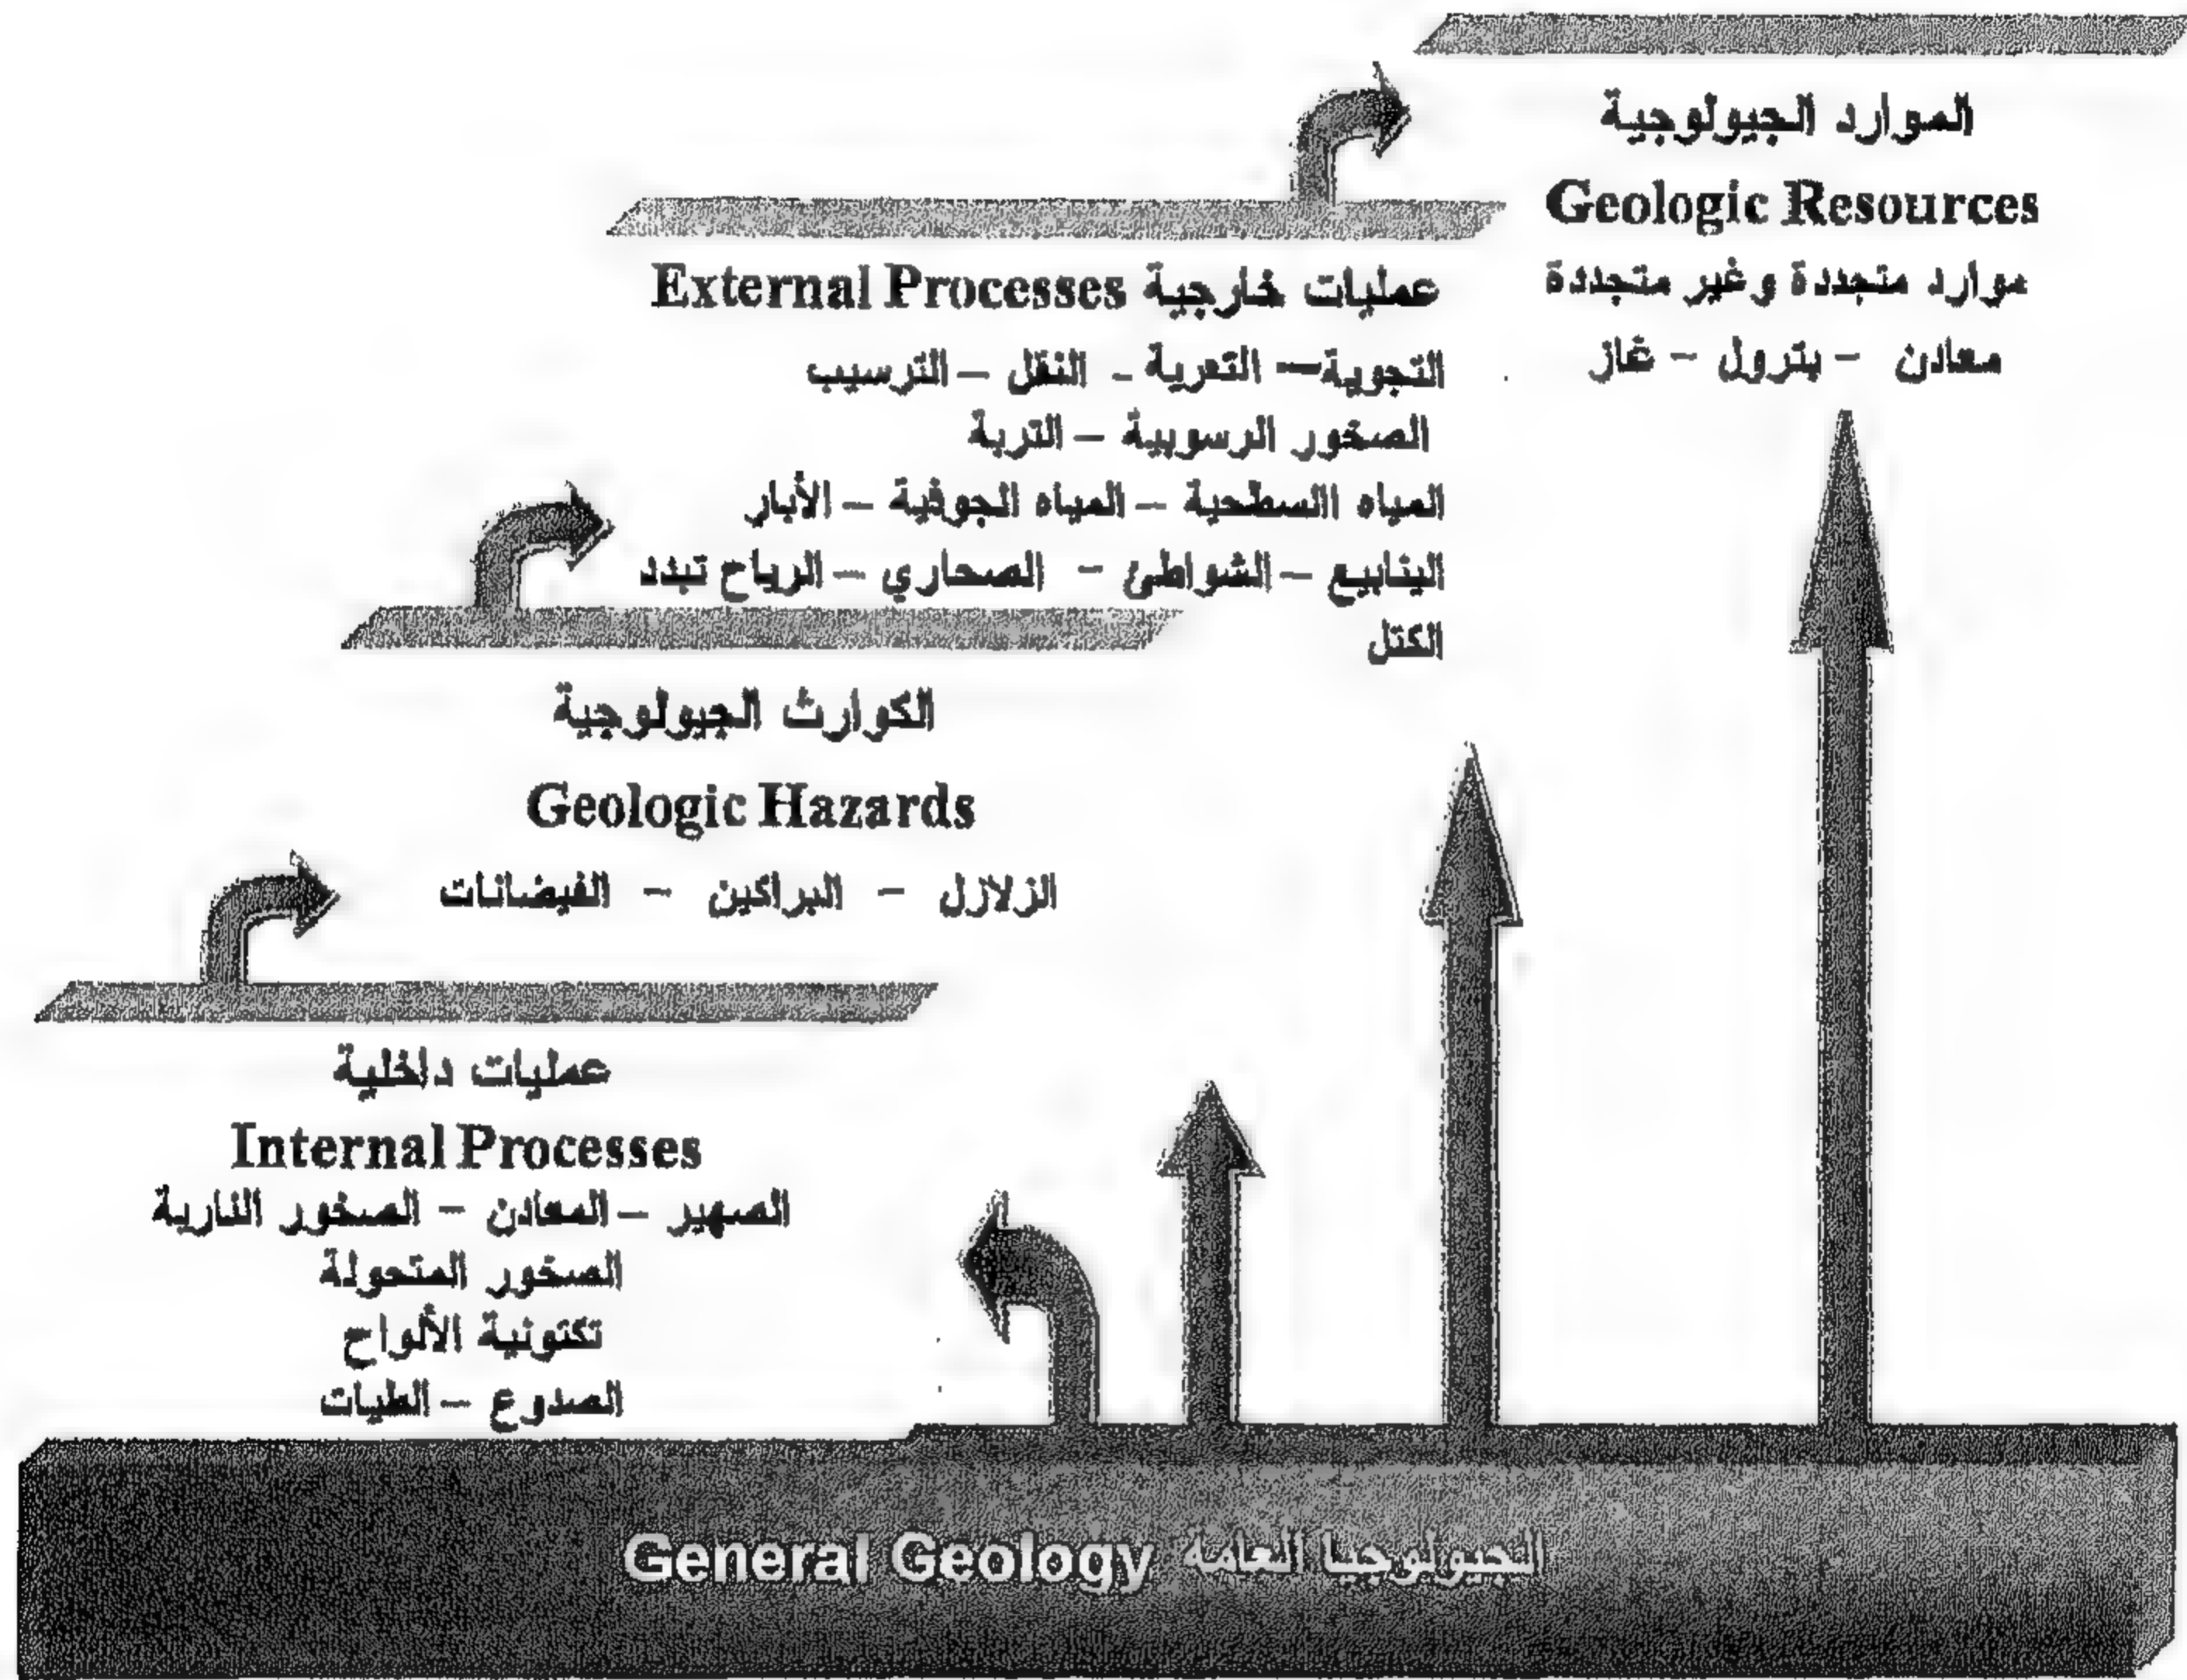 الموارد الجيولوجية
Geologic Resources
موارد متجددة وغير متجددة
معادن - بترول - غاز
عمليات خارجية External Processes
التجوية – التعرية - النقل – الترسيب
الصخور الرسوبية – التربة
المياه االسطحية – المياه الجوفية – الأبار
الينابيع – الشواطئ - الصحاري – الرياح تبدد
الكتل
الكوارث الجيولوجية
Geologic Hazards
الزلازل - البراكين - الفيضانات
عمليات داخلية
Internal Processes
الصهير – المعادن - الصخور النارية
الصخور المتحولة
تكتونية الألواح
الصدوع – الطيات
الجيولوجيا العامة General Geology